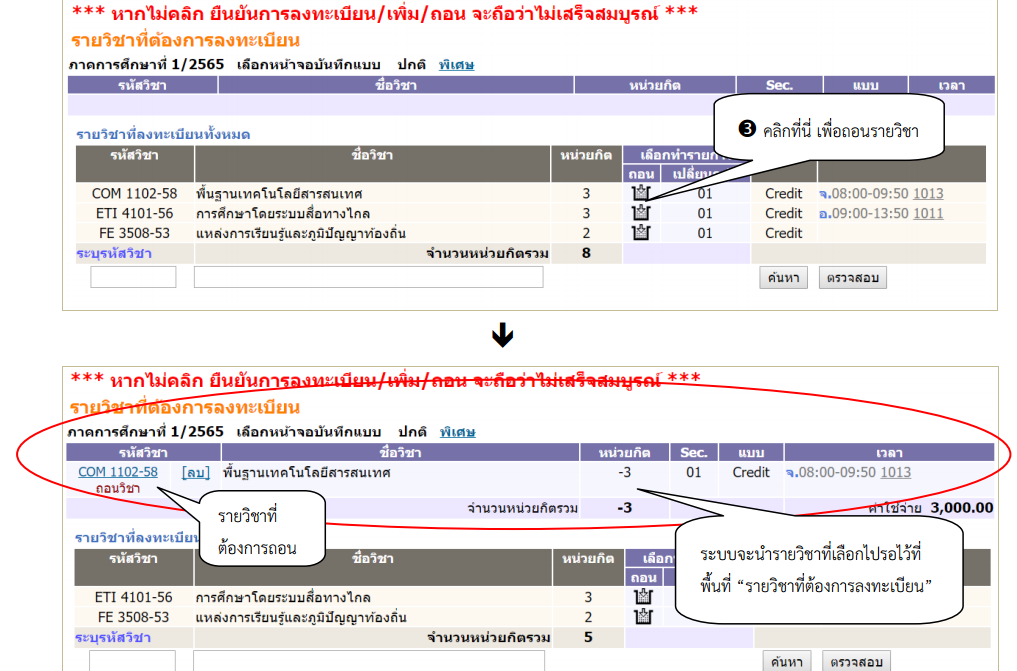 *** หากไม่คลิก ยืนยันการลงทะเบียน/เพิ่ม/ถอน จะถือว่าไม่เสร็จสมบูรณ์ ***
รายวิชาที่ต้องการลงทะเบียน
ภาคการศึกษาที่ 1/2565 เลือกหน้าจอบันทึกแบบ ปกติ พิเศษ
รหัสวิชา ชื่อวิชา หน่วยกิต Sec. แบบ เวลา
❸ คลิกที่นี่ เพื่อถอนรายวิชา
รายวิชาที่ลงทะเบียนทั้งหมด
รหัสวิชา ชื่อวิชา หน่วยกิต
ถอน
COM 1102-58 พื้นฐานเทคโนโลยีสารสนเทศ 3 01 Credit จ.08:00-09:50 1013
ETI 4101-56 การศึกษาโดยระบบสื่อทางไกล 3 01 Credit อ.09:00-13:50 1011
FE 3508-53 แหล่งการเรียนรู้และภูมิปัญญาท้องถิ่น 2 01 Credit
ระบุรหัสวิชา จำนวนหน่วยกิตรวม 8
ค้นหา ตรวจสอบ
*** หากไม่คลิก ยืนยันการลงทะเบียน/เพิ่ม/ถอน จะถือว่าไม่เสร็จสมบูรณ์ ***
รายวิชาที่ต้องการลงทะเบียน
ภาคการศึกษาที่ 1/2565 เลือกหน้าจอบันทึกแบบ ปกติ พิเศษ
รหัสวิชา ชื่อวิชา หน่วยกิต Sec. แบบ เวลา
COM 1102-58 [ลบ] พื้นฐานเทคโนโลยีสารสนเทศ -3 01 Credit จ.08:00-09:50 1013
ถอนวิชา
จำนวนหน่วยกิตรวม -3 ค่าใช้จ่าย 3,000.00
รายวิชาที่
ต้องการถอน
ระบบจะนำรายวิชาที่เลือกไปรอไว้ที่
พื้นที่ “รายวิชาที่ต้องการลงทะเบียน”
รหัสวิชา ชื่อวิชา หน่วยกิต
ถอน
ETI 4101-56 การศึกษาโดยระบบสื่อทางไกล 3
FE 3508-53 แหล่งการเรียนรู้และภูมิปัญญาท้องถิ่น 2
ระบุรหัสวิชา จำนวนหน่วยกิตรวม 5
ค้นหา ตรวจสอบ